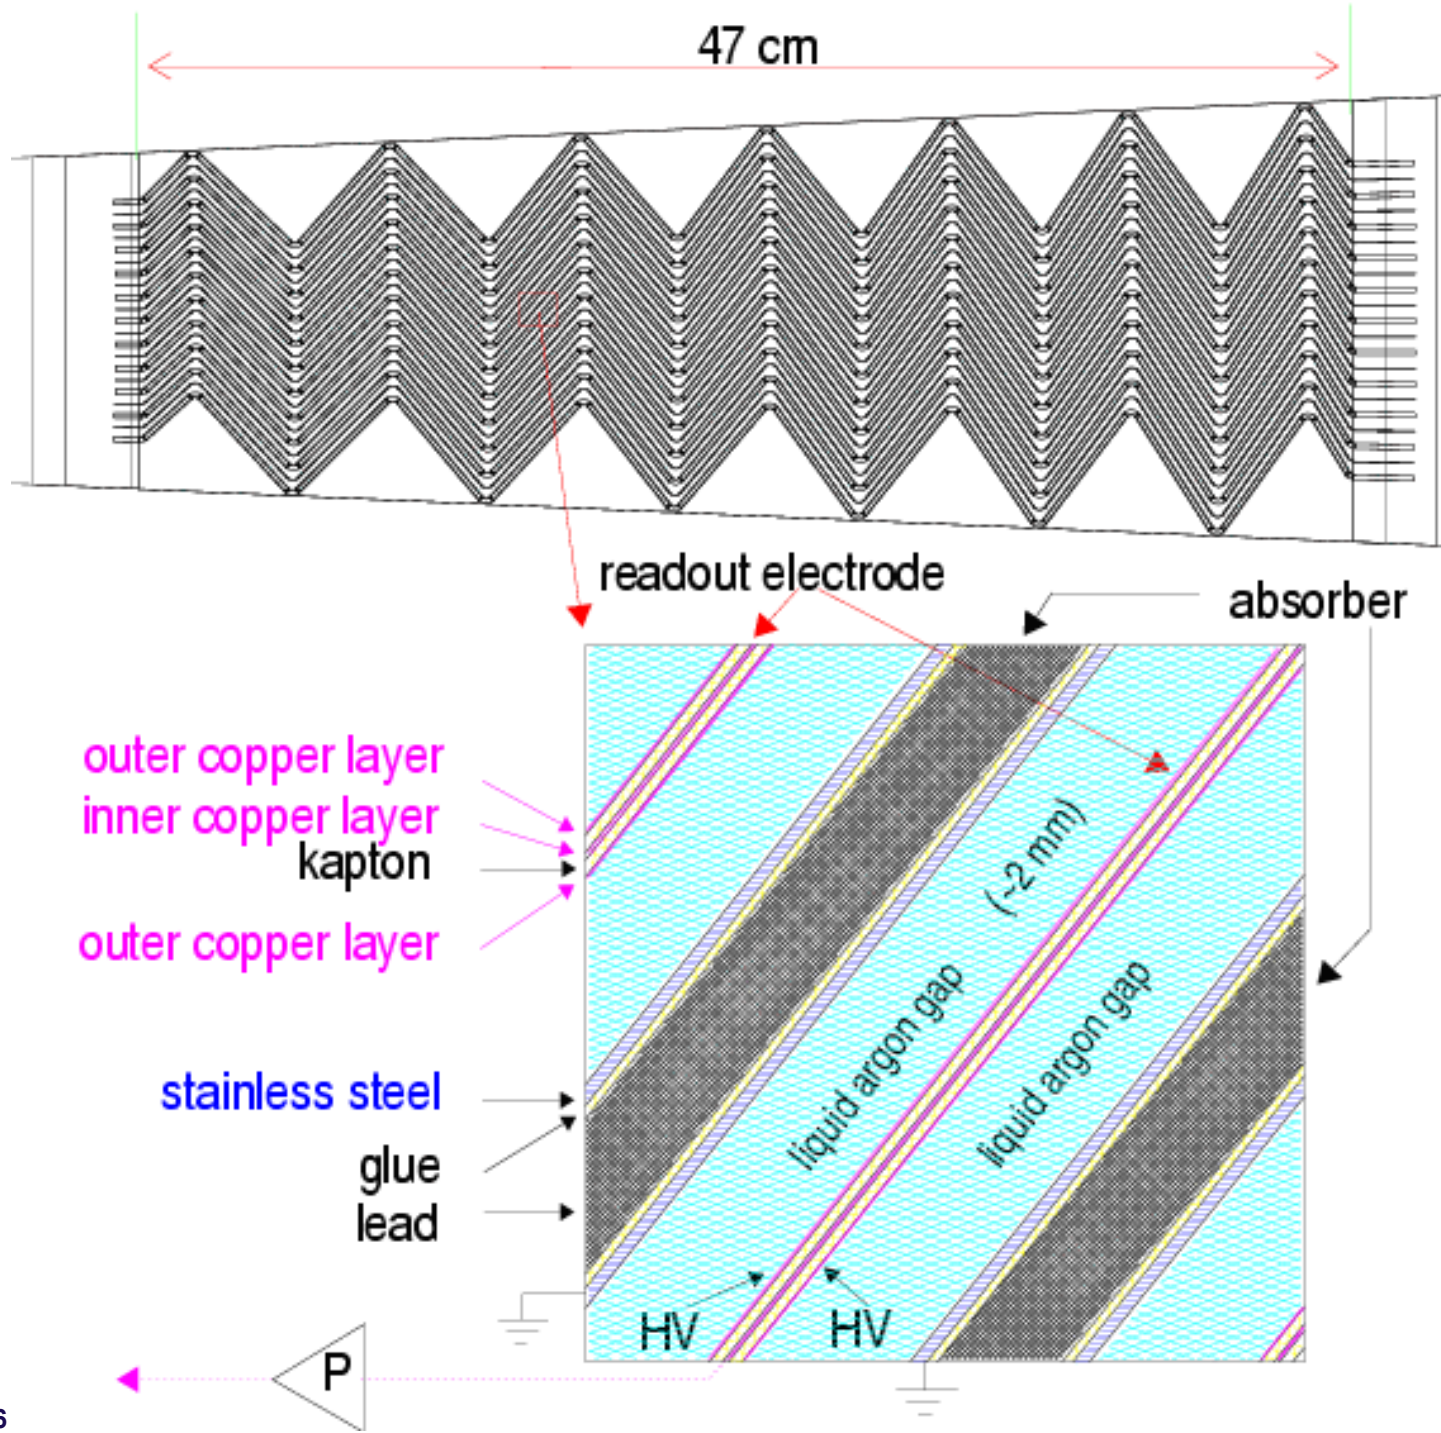 47 cm
readout electrode
absorber
outer copper layer
inner copper layer
kapton
outer copper layer
(~2 mm)
liquid argon gap
liquid argon gap
stainless steel
glue
lead
HV
HV
P
6